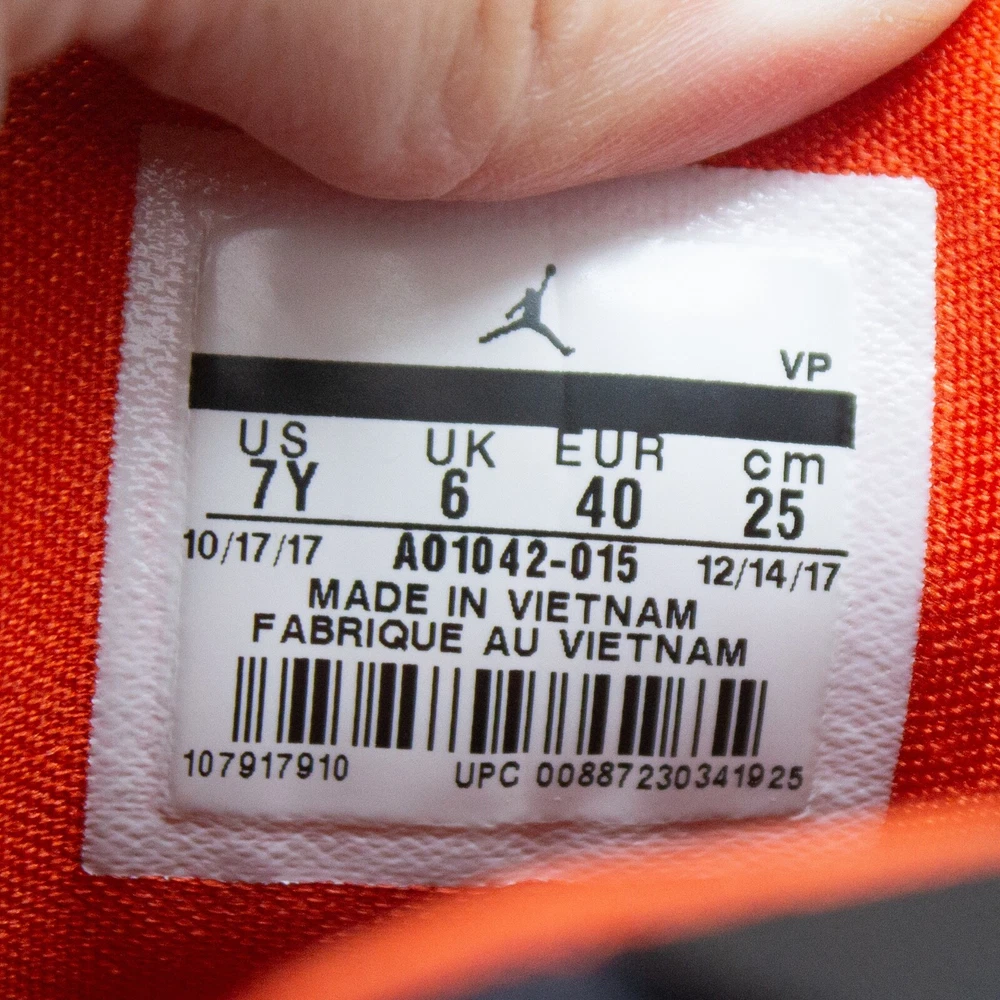 VP
US UK EUR cm
7Y 6 40 25
10/17/17 AO1042-015 12/14/17
MADE IN VIETNAM
FABRIQUE AU VIETNAM
107917910 UPC 00887230341925